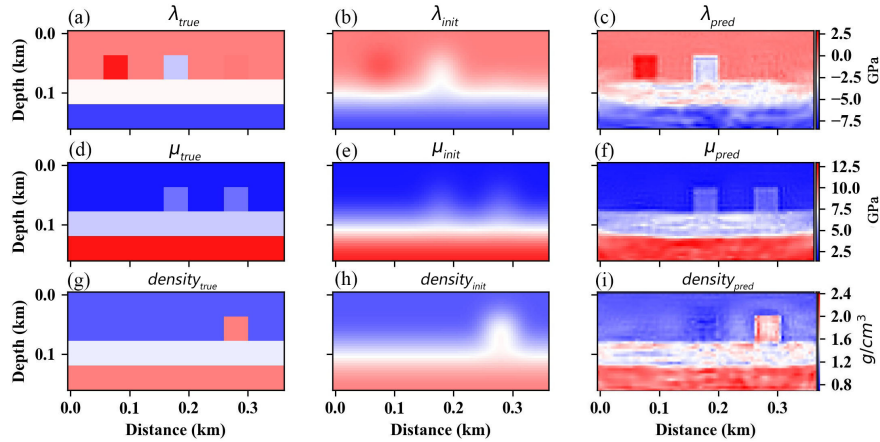 (a) λtrue (b) λinit (c) λpred
0.0 0.0
Depth (km) −2.5 GPa
0.1 −5.0
−7.5
(d) μtrue (e) μinit (f) μpred
0.0 12.5
Depth (km) 10.0
7.5 GPa
0.1 5.0
2.5
(g) densitytrue (h) densityinit (i) densitypred
0.0 2.4
Depth (km) 2.0
1.6 g/cm³
0.1 1.2
0.8
0.0 0.1 0.2 0.3 0.0 0.1 0.2 0.3 0.0 0.1 0.2 0.3
Distance (km) Distance (km) Distance (km)